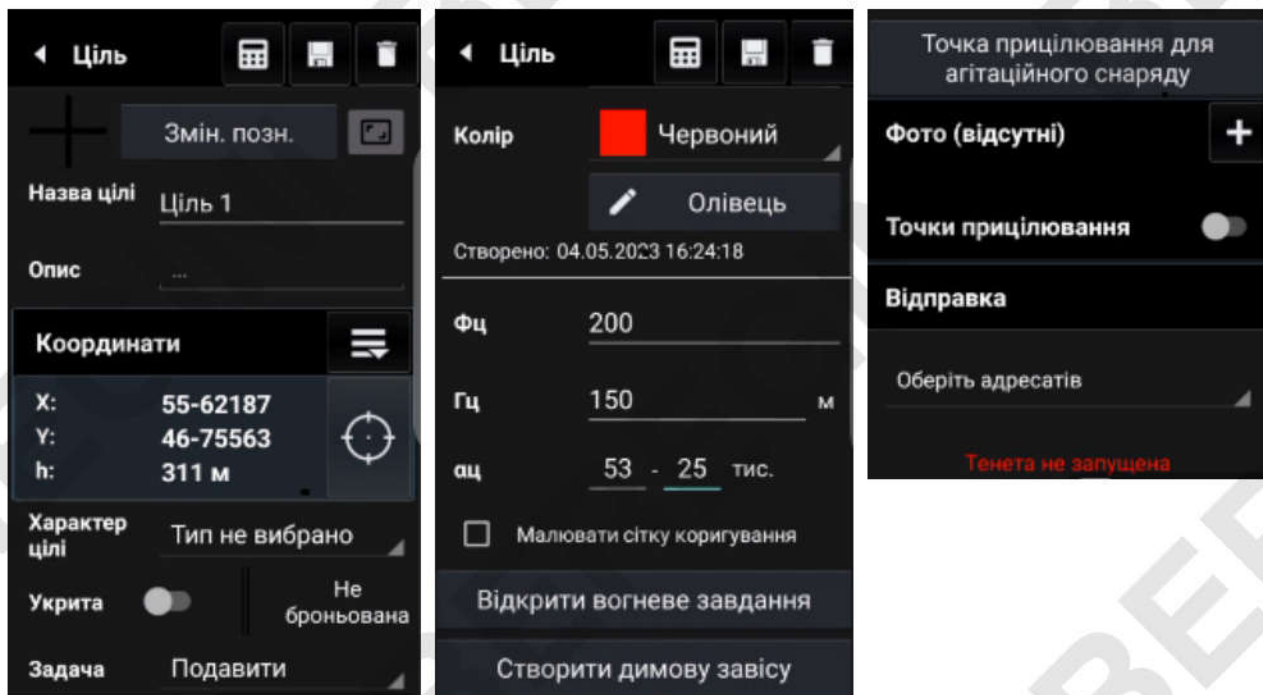 Ціль
Змін. позн.
Назва цілі Ціль 1
Опис ...
Координати
X: 55-62187
Y: 46-75563
h: 311 м
Характер цілі Тип не вибрано
Укрита Не броньована
Задача Подавити
Ціль
Колір Червоний
Олівець
Створено: 04.05.2023 16:24:18
Фц 200
Гц 150 м
ац 53 - 25 тис.
Малювати сітку коригування
Відкрити вогневе завдання
Створити димову завісу
Точка прицілювання для
агітаційного снаряду
Фото (відсутні)
Точки прицілювання
Відправка
Оберіть адресатів
Тенета не запущена